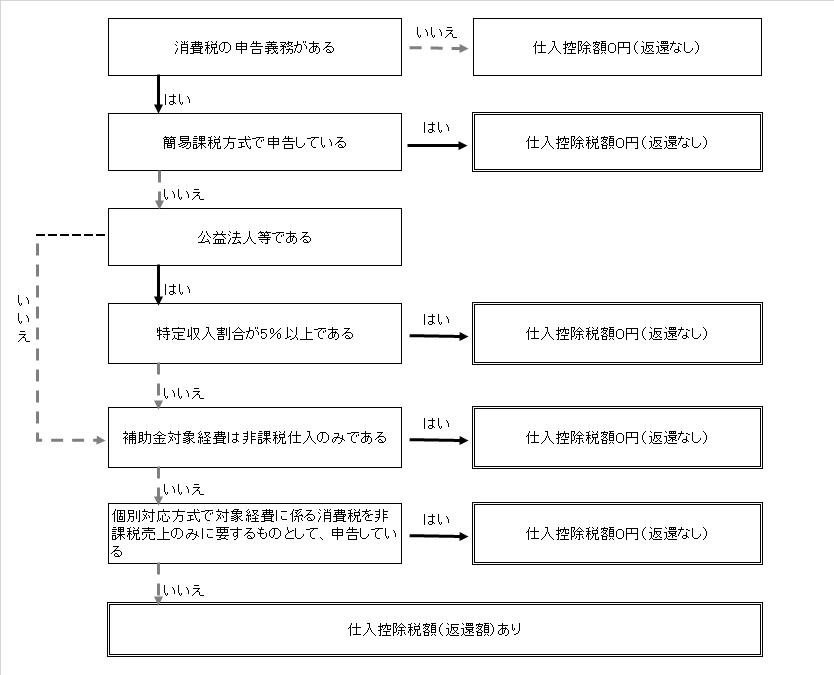 消費税の申告義務がある
いいえ
仕入控除額0円(返還なし)
はい
簡易課税方式で申告している
はい
仕入控除税額0円(返還なし)
いいえ
公益法人等である
いいえ
はい
特定収入割合が5%以上である
はい
仕入控除税額0円(返還なし)
いいえ
補助金対象経費は非課税仕入のみである
はい
仕入控除税額0円(返還なし)
いいえ
個別対応方式で対象経費に係る消費税を非
課税売上のみに要するものとして、申告してい
る
はい
仕入控除税額0円(返還なし)
いいえ
仕入控除税額(返還額)あり